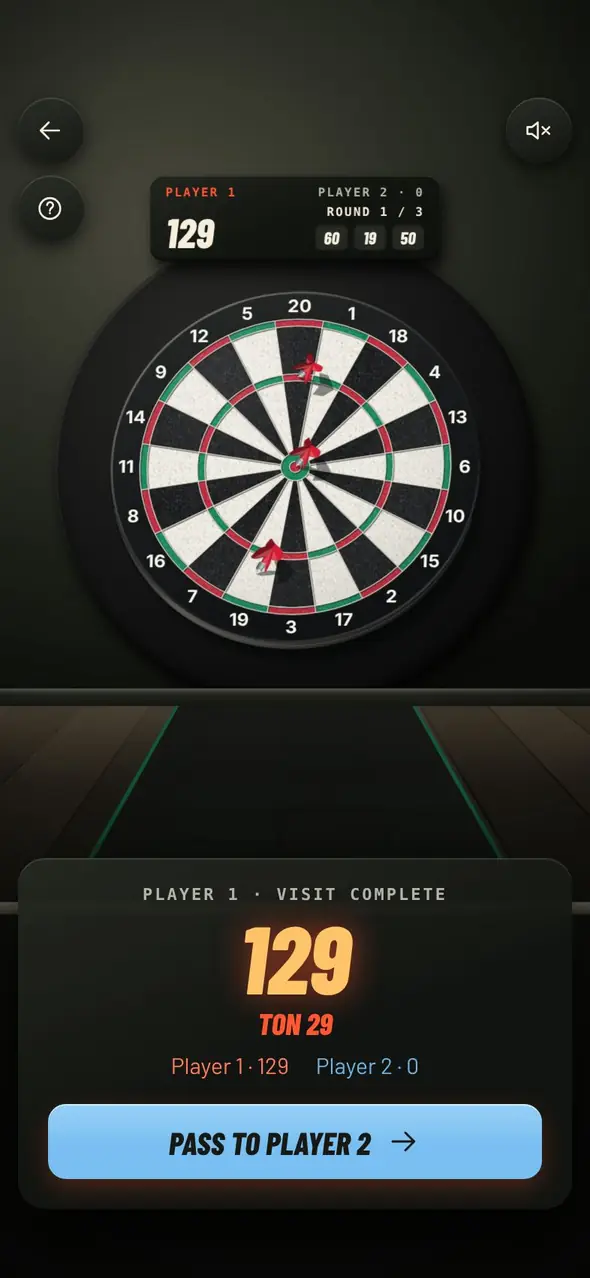 PLAYER 1
PLAYER 2 · 0
129
ROUND 1 / 3
60 19 50
20
5 1
12 18
9 4
14 13
11 6
8 10
16 15
7 2
19 17
3
PLAYER 1 · VISIT COMPLETE
129
TON 29
Player 1 · 129 Player 2 · 0
PASS TO PLAYER 2